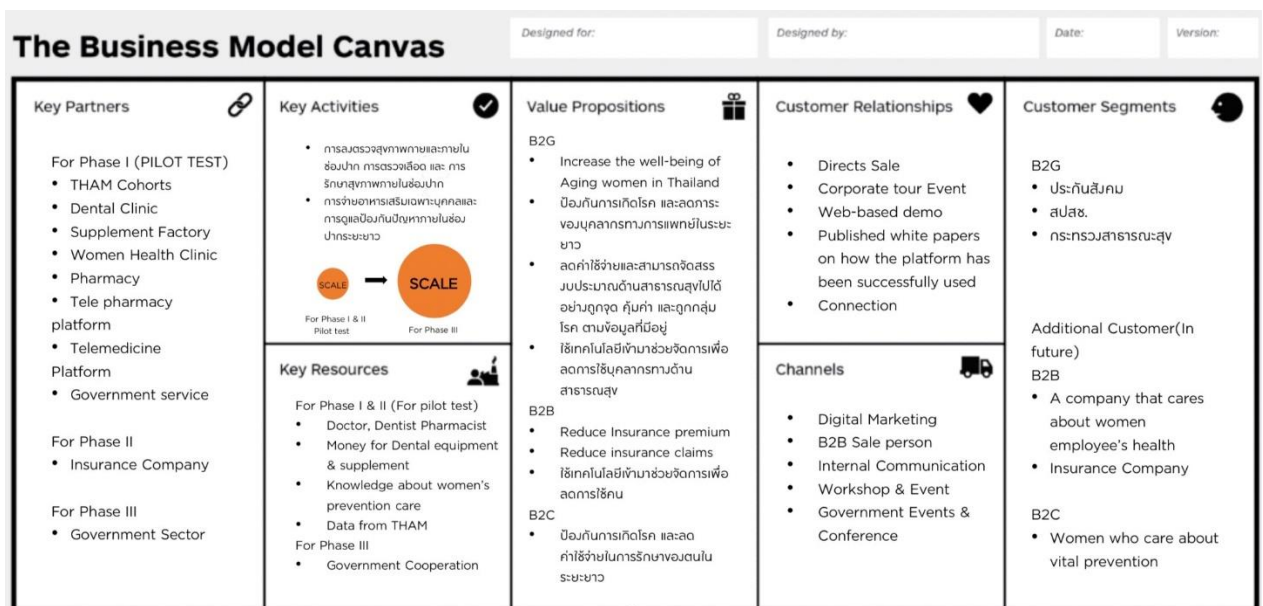 The Business Model Canvas
Designed for:
Designed by:
Date:
Version:
Key Partners
For Phase I (PILOT TEST)
• THAM Cohorts
• Dental Clinic
• Supplement Factory
• Women Health Clinic
• Pharmacy
• Tele pharmacy
platform
• Telemedicine
Platform
• Government service
For Phase II
• Insurance Company
For Phase III
• Government Sector
Key Activities
• การลงตรวจสุขภาพกายและภายใน
ช่องปาก การตรวจเลือด และ การ
รักษาสุขภาพภายในช่องปาก
• การจ่ายอาหารเสริมเฉพาะบุคคลและ
การดูแลป้องกันปัญหาภายในช่อง
ปากระยะยาว
SCALE
SCALE
For Phase I & II
Pilot test
For Phase III
Key Resources
For Phase I & II (For pilot test)
• Doctor, Dentist Pharmacist
• Money for Dental equipment
& supplement
• Knowledge about women's
prevention care
• Data from THAM
For Phase III
• Government Cooperation
Value Propositions
B2G
• Increase the well-being of
Aging women in Thailand
• ป้องกันการเกิดโรค และลดภาระ
ของบุคลากรทางการแพทย์ในระยะ
ยาว
• ลดค่าใช้จ่ายและสามารถจัดสรร
งบประมาณด้านสาธารณสุขไปได้
อย่างถูกจุด คุ้มค่า และถูกกลุ่ม
โรค ตามข้อมูลที่มีอยู่
• ใช้เทคโนโลยีเข้ามาช่วยจัดการเพื่อ
ลดการใช้บุคลากรทางด้าน
สาธารณสุข
B2B
• Reduce Insurance premium
• Reduce insurance claims
• ใช้เทคโนโลยีเข้ามาช่วยจัดการเพื่อ
ลดการใช้คน
B2C
• ป้องกันการเกิดโรค และลด
ค่าใช้จ่ายในการรักษาของตนใน
ระยะยาว
Customer Relationships
• Directs Sale
• Corporate tour Event
• Web-based demo
• Published white papers
on how the platform has
been successfully used
• Connection
Channels
• Digital Marketing
• B2B Sale person
• Internal Communication
• Workshop & Event
• Government Events &
Conference
Customer Segments
B2G
• ประกันสังคม
• สปสช.
• กระทรวงสาธารณะสุข
Additional Customer(In
future)
B2B
• A company that cares
about women
employee's health
• Insurance Company
B2C
• Women who care about
vital prevention